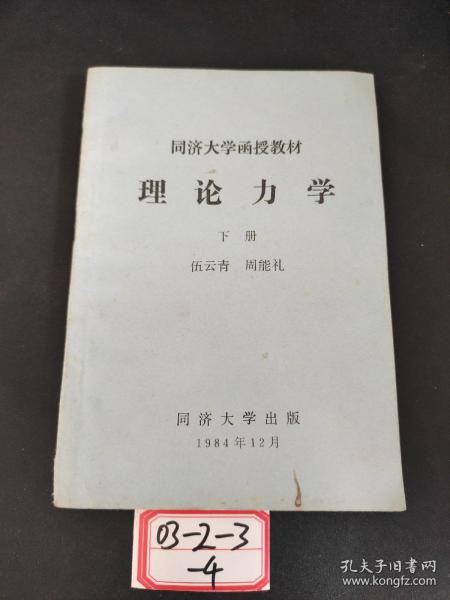 同济大学函授教材
理论力学
下册
伍云青 周能礼
同济大学出版
1984年12月
03-2-3
-4
孔夫子旧书网
www.kongfz.com